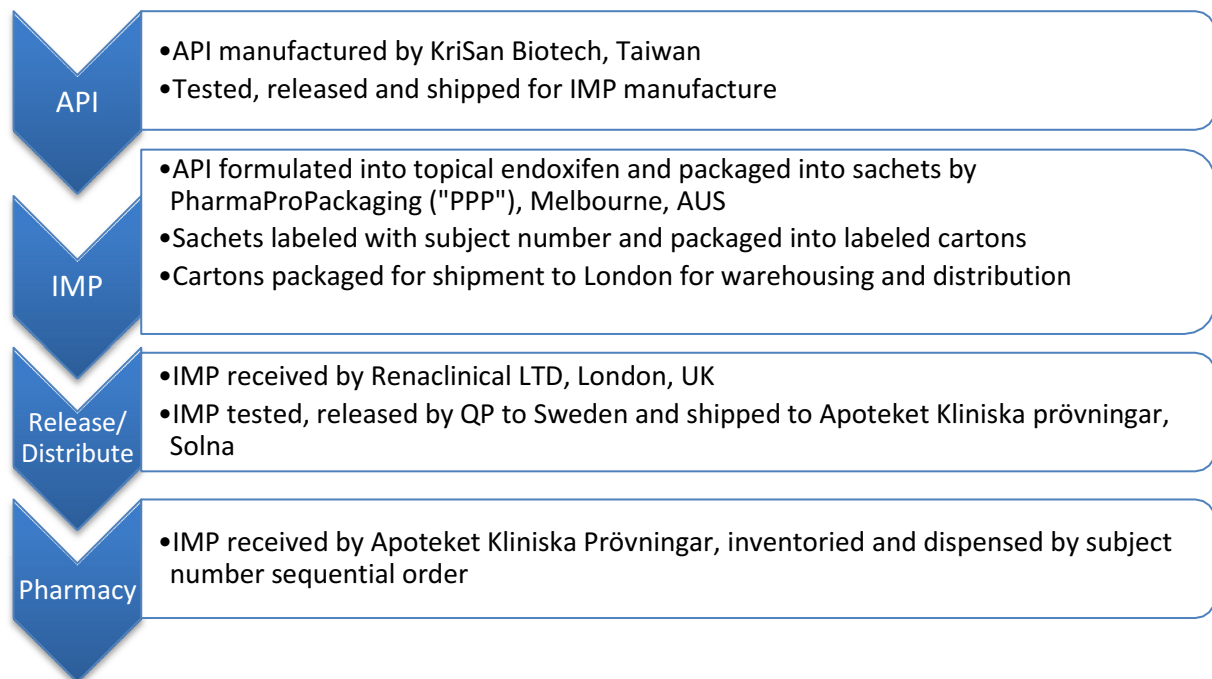 API
•API manufactured by KriSan Biotech, Taiwan
•Tested, released and shipped for IMP manufacture
IMP
•API formulated into topical endoxifen and packaged into sachets by
PharmaProPackaging ("PPP"), Melbourne, AUS
•Sachets labeled with subject number and packaged into labeled cartons
•Cartons packaged for shipment to London for warehousing and distribution
Release/
Distribute
•IMP received by Renaclinical LTD, London, UK
•IMP tested, released by QP to Sweden and shipped to Apoteket Kliniska prövningar,
Solna
Pharmacy
•IMP received by Apoteket Kliniska Prövningar, inventoried and dispensed by subject
number sequential order